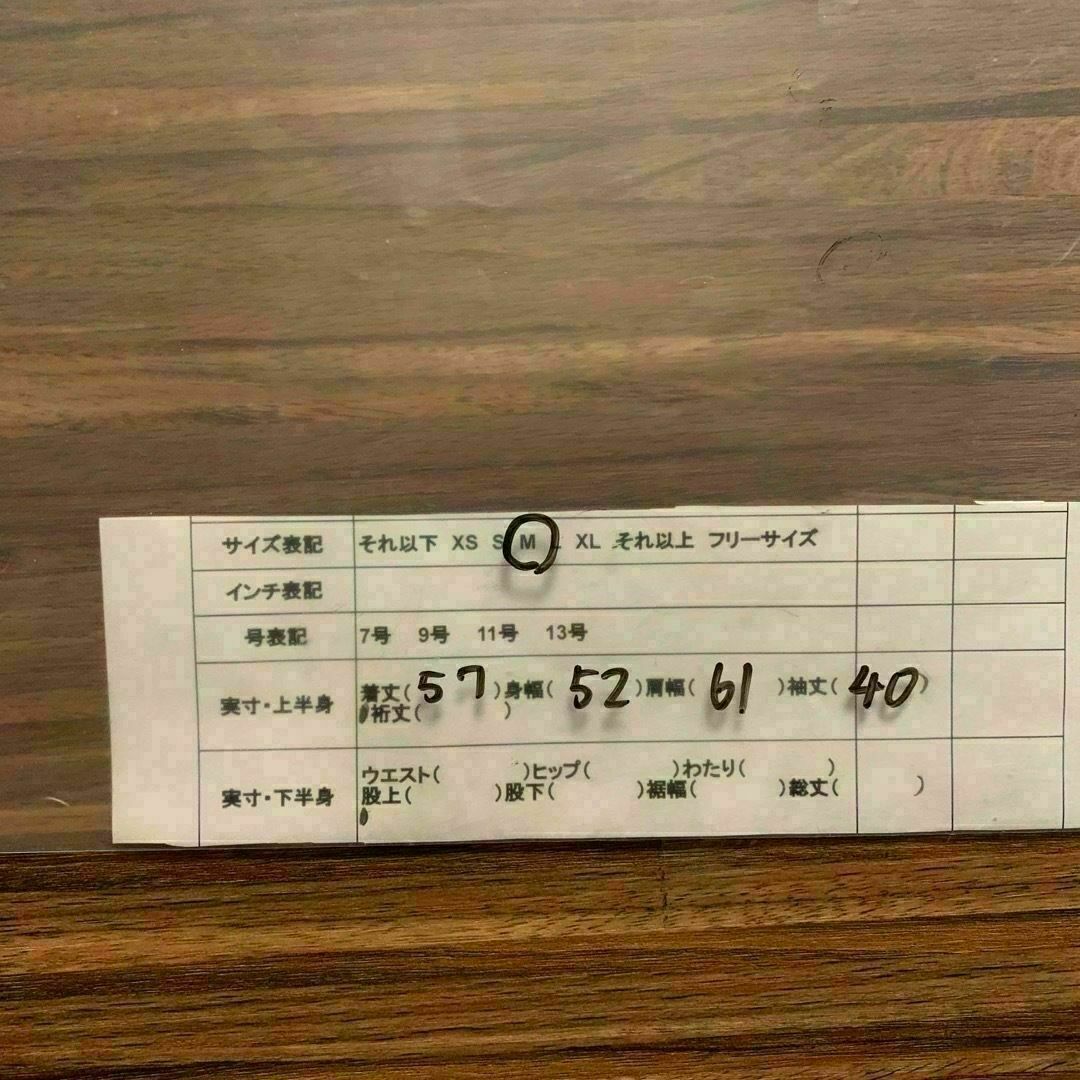 サイズ表記 それ以下 XS S M L XL それ以上 フリーサイズ
インチ表記
号表記 7号 9号 11号 13号
実寸・上半身 着丈(57)身幅(52)肩幅(61)袖丈(40)
裄丈( )
実寸・下半身 ウエスト( )ヒップ( )わたり( )
股上( )股下( )裾幅( )総丈( )